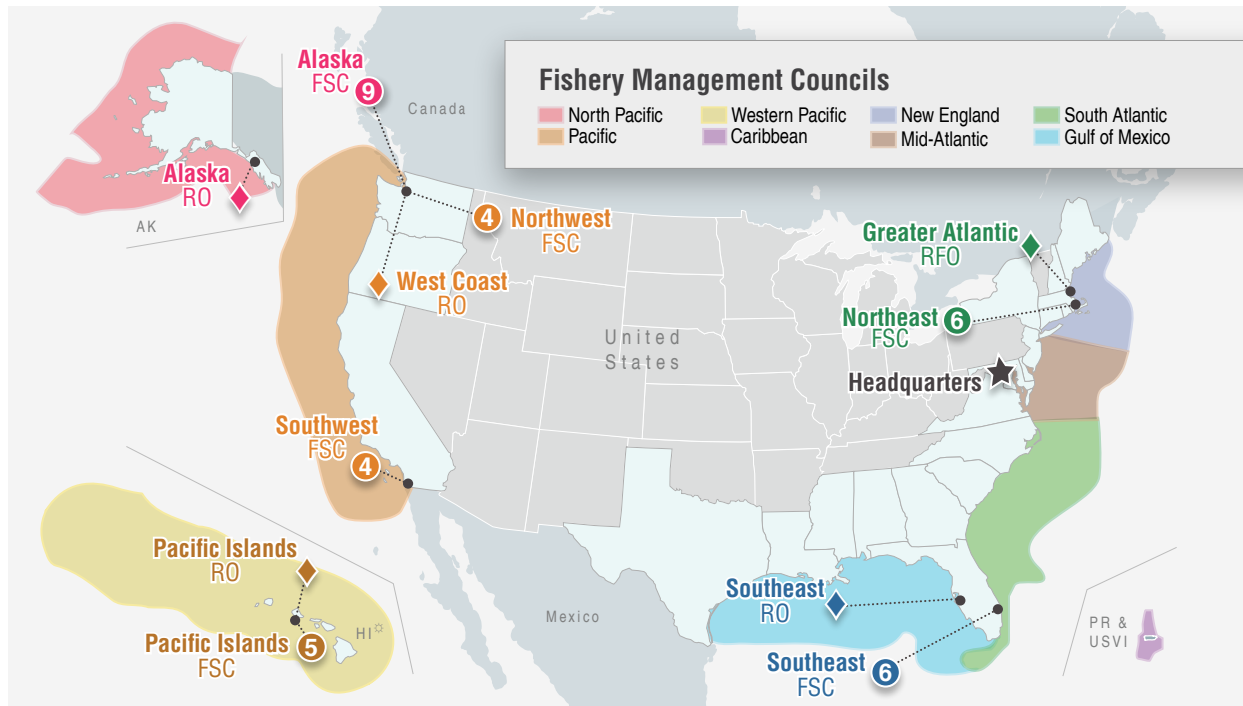 Fishery Management Councils
North Pacific
Western Pacific
New England
South Atlantic
Pacific
Caribbean
Mid-Atlantic
Gulf of Mexico
Alaska
FSC
9
Canada
Alaska
RO
AK
4
Northwest
FSC
West Coast
RO
Greater Atlantic
RFO
Northeast
FSC
6
United
States
Headquarters
Southwest
FSC
4
Pacific Islands
RO
Pacific Islands
FSC
5
HI
Mexico
Southeast
RO
Southeast
FSC
6
PR &
USVI